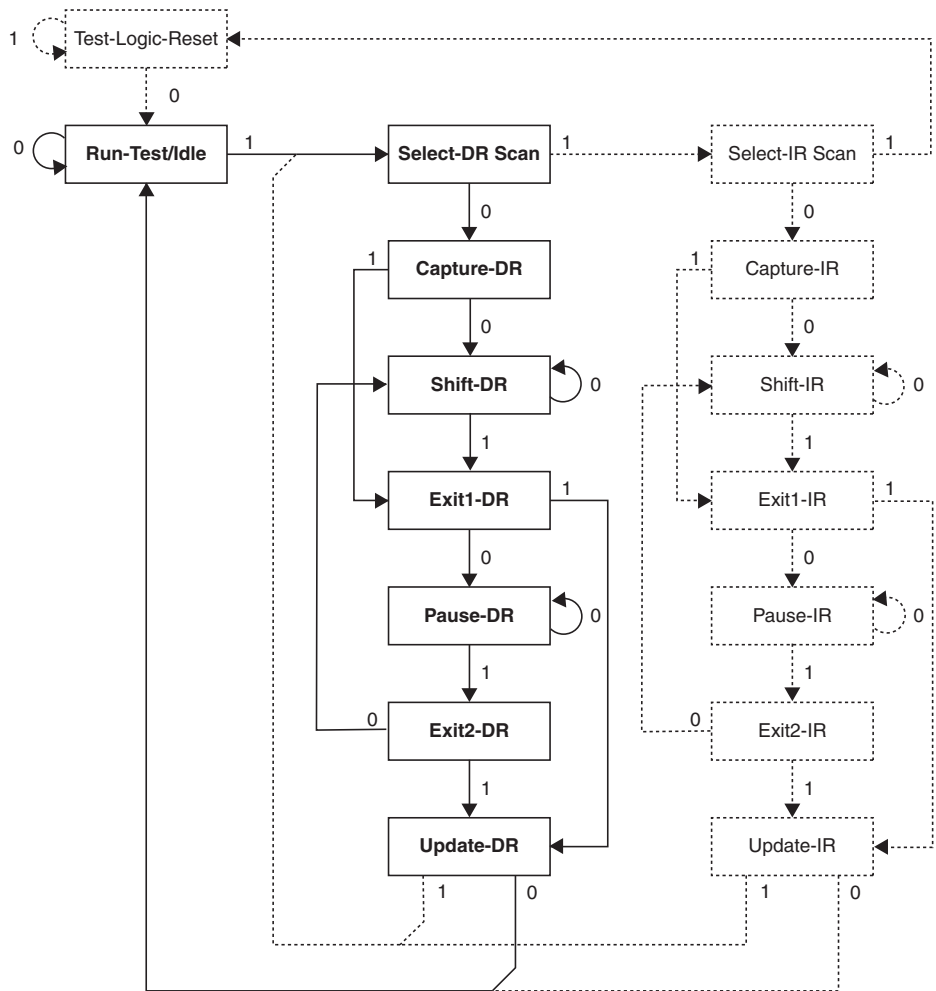 1
Test-Logic-Reset
0
0
Run-Test/Idle
1
Select-DR Scan
1
Select-IR Scan
1
0
0
1
Capture-DR
1
Capture-IR
0
0
Shift-DR
0
Shift-IR
0
1
1
Exit1-DR
1
Exit1-IR
1
0
0
Pause-DR
0
Pause-IR
0
1
1
0
Exit2-DR
0
Exit2-IR
1
1
Update-DR
Update-IR
1
0
1
0